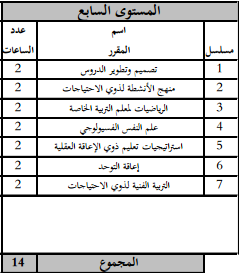 المستوى السابع
مسلسل اسم المقرر عدد الساعات
1 تصميم وتطوير الدروس 2
2 منهج الأنشطة لذوي الاحتياجات 2
3 الرياضيات لمعلم التربية الخاصة 2
4 علم النفس الفسيولوجي 2
5 استراتيجيات تعليم ذوي الإعاقة العقلية 2
6 إعاقة التوحد 2
7 التربية الفنية لذوي الاحتياجات 2
المجموع 14